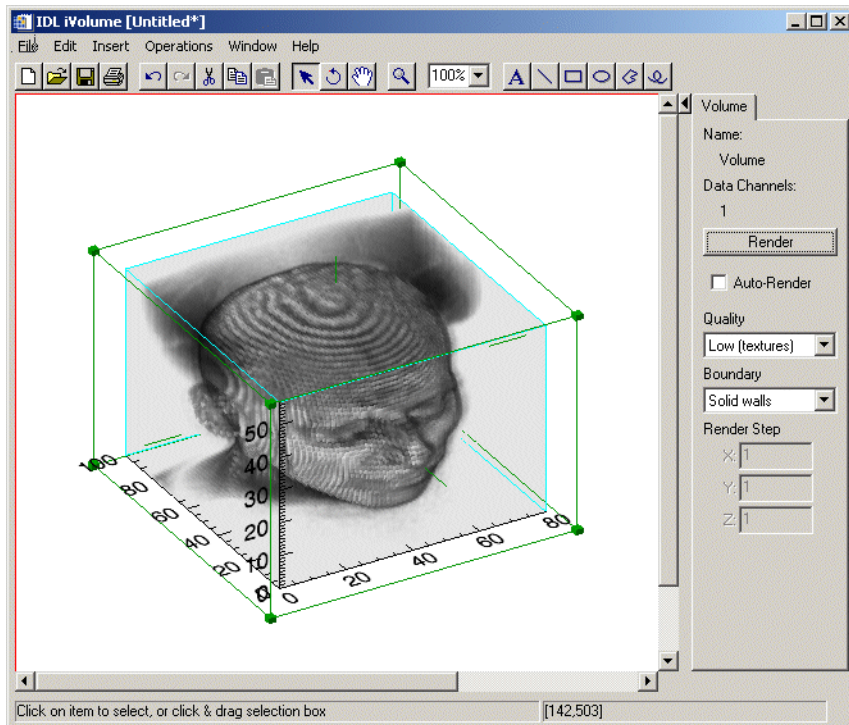 IDL iVolume [Untitled*]
File Edit Insert Operations Window Help
100%
A
Volume
Name:
Volume
Data Channels:
1
Render
Auto-Render
Quality
Low (textures)
Boundary
Solid walls
Render Step
X: 1
Y: 1
Z: 1
50
40
30
20
10
0
100
80
60
40
20
0
0
20
40
60
80
Click on item to select, or click & drag selection box
[142,503]